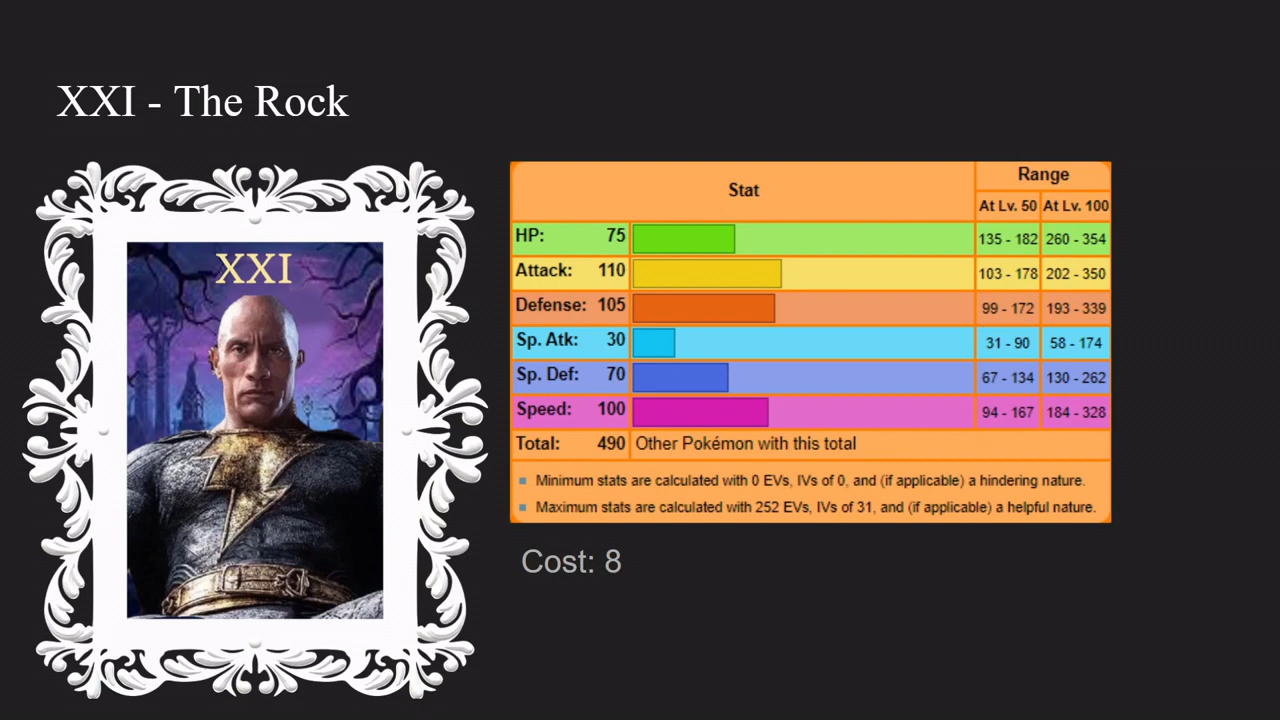 XXI - The Rock
XXI
Stat
Range
At Lv. 50 At Lv. 100
HP: 75 135 - 182 260 - 354
Attack: 110 103 - 178 202 - 350
Defense: 105 99 - 172 193 - 339
Sp. Atk: 30 31 - 90 58 - 174
Sp. Def: 70 67 - 134 130 - 262
Speed: 100 94 - 167 184 - 328
Total: 490 Other Pokémon with this total
Minimum stats are calculated with 0 EVs, IVs of 0, and (if applicable) a hindering nature.
Maximum stats are calculated with 252 EVs, IVs of 31, and (if applicable) a helpful nature.
Cost: 8